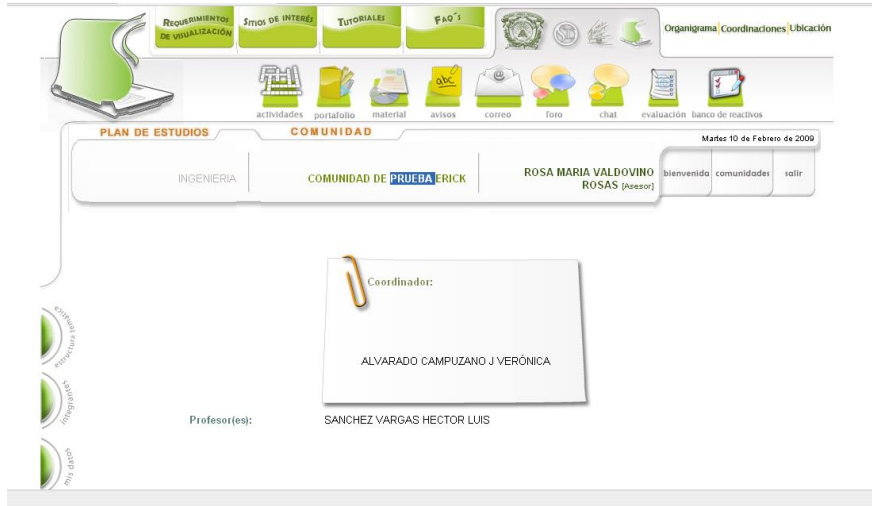 REQUERIMIENTOS DE VISUALIZACIÓN
SITIOS DE INTERÉS
TUTORIALES
FAQ´S
Organigrama|Coordinaciones|Ubicación
actividades
portafolio
material
avisos
correo
foro
chat
evaluación
banco de reactivos
PLAN DE ESTUDIOS
COMUNIDAD
Martes 10 de Febrero de 2009
INGENIERIA
COMUNIDAD DE PRUEBA ERICK
ROSA MARIA VALDOVINO
ROSAS [Asesor]
bienvenida
comunidades
salir
Coordinador:
ALVARADO CAMPUZANO J VERÓNICA
estructura temática
integrantes
mis datos
Profesor(es):
SANCHEZ VARGAS HECTOR LUIS